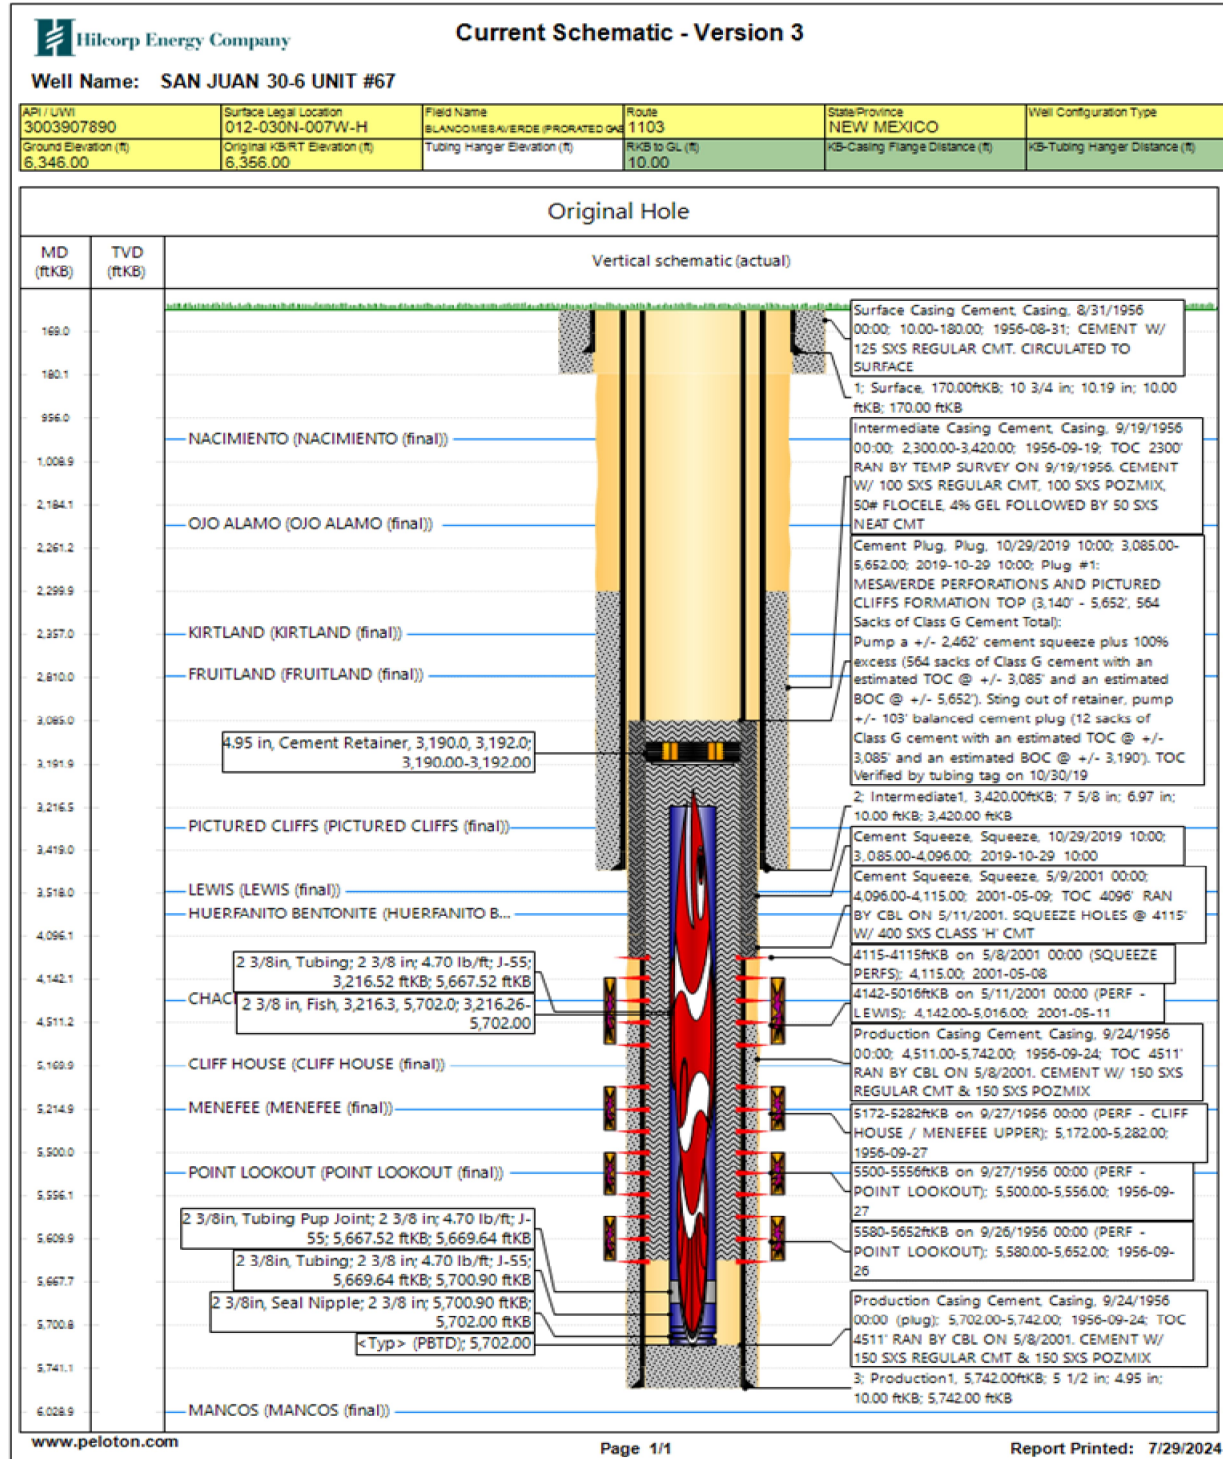 Hilcorp Energy Company
Current Schematic - Version 3
Well Name: SAN JUAN 30-6 UNIT #67
API / UWI
3003907890
Surface Legal Location
012-030N-007W-H
Field Name
BLANCO MESAVERDE (PRORATED GAS
Route
1103
State/Province
NEW MEXICO
Well Configuration Type
Ground Elevation (ft)
6,346.00
Original KB/RT Elevation (ft)
6,356.00
Tubing Hanger Elevation (ft)
RKB to GL (ft)
10.00
KB-Casing Flange Distance (ft)
KB-Tubing Hanger Distance (ft)
Original Hole
MD
(ftKB)
TVD
(ftKB)
Vertical schematic (actual)
169.0
180.1
956.0
1,008.9
2,184.1
2,261.2
2,299.9
2,357.0
2,810.0
3,085.0
3,191.9
3,216.5
3,419.0
3,518.0
4,096.1
4,142.1
4,511.2
5,169.9
5,214.9
5,500.0
5,556.1
5,609.9
5,667.7
5,700.8
5,741.1
6,028.9
NACIMIENTO (NACIMIENTO (final))
OJO ALAMO (OJO ALAMO (final))
KIRTLAND (KIRTLAND (final))
FRUITLAND (FRUITLAND (final))
4.95 in, Cement Retainer, 3,190.0, 3,192.0;
3,190.00-3,192.00
PICTURED CLIFFS (PICTURED CLIFFS (final))
LEWIS (LEWIS (final))
HUERFANITO BENTONITE (HUERFANITO B...
2 3/8in, Tubing; 2 3/8 in; 4.70 lb/ft; J-55;
3,216.52 ftKB; 5,667.52 ftKB
CHAC
2 3/8 in, Fish, 3,216.3, 5,702.0; 3,216.26-
5,702.00
CLIFF HOUSE (CLIFF HOUSE (final))
MENEFEE (MENEFEE (final))
POINT LOOKOUT (POINT LOOKOUT (final))
2 3/8in, Tubing Pup Joint; 2 3/8 in; 4.70 lb/ft; J-
55; 5,667.52 ftKB; 5,669.64 ftKB
2 3/8in, Tubing; 2 3/8 in; 4.70 lb/ft; J-55;
5,669.64 ftKB; 5,700.90 ftKB
2 3/8in, Seal Nipple; 2 3/8 in; 5,700.90 ftKB;
5,702.00 ftKB
<Typ> (PBTD); 5,702.00
MANCOS (MANCOS (final))
Surface Casing Cement, Casing, 8/31/1956
00:00; 10.00-180.00; 1956-08-31; CEMENT W/
125 SXS REGULAR CMT. CIRCULATED TO
SURFACE
1; Surface, 170.00ftKB; 10 3/4 in; 10.19 in; 10.00
ftKB; 170.00 ftKB
Intermediate Casing Cement, Casing, 9/19/1956
00:00; 2,300.00-3,420.00; 1956-09-19; TOC 2300'
RAN BY TEMP SURVEY ON 9/19/1956. CEMENT
W/ 100 SXS REGULAR CMT, 100 SXS POZMIX,
50# FLOCELE, 4% GEL FOLLOWED BY 50 SXS
NEAT CMT
Cement Plug, Plug, 10/29/2019 10:00; 3,085.00-
5,652.00; 2019-10-29 10:00; Plug #1:
MESAVERDE PERFORATIONS AND PICTURED
CLIFFS FORMATION TOP (3,140' - 5,652', 564
Sacks of Class G Cement Total):
Pump a +/- 2,462' cement squeeze plus 100%
excess (564 sacks of Class G cement with an
estimated TOC @ +/- 3,085' and an estimated
BOC @ +/- 5,652'). Sting out of retainer, pump
+/- 103' balanced cement plug (12 sacks of
Class G cement with an estimated TOC @ +/-
3,085' and an estimated BOC @ +/- 3,190'). TOC
Verified by tubing tag on 10/30/19
2; Intermediate1, 3,420.00ftKB; 7 5/8 in; 6.97 in;
10.00 ftKB; 3,420.00 ftKB
Cement Squeeze, Squeeze, 10/29/2019 10:00;
3,085.00-4,096.00; 2019-10-29 10:00
Cement Squeeze, Squeeze, 5/9/2001 00:00;
4,096.00-4,115.00; 2001-05-09; TOC 4096' RAN
BY CBL ON 5/11/2001. SQUEEZE HOLES @ 4115'
W/ 400 SXS CLASS 'H' CMT
4115-4115ftKB on 5/8/2001 00:00 (SQUEEZE
PERFS); 4,115.00; 2001-05-08
4142-5016ftKB on 5/11/2001 00:00 (PERF -
LEWIS); 4,142.00-5,016.00; 2001-05-11
Production Casing Cement, Casing, 9/24/1956
00:00; 4,511.00-5,742.00; 1956-09-24; TOC 4511'
RAN BY CBL ON 5/8/2001. CEMENT W/ 150 SXS
REGULAR CMT & 150 SXS POZMIX
5172-5282ftKB on 9/27/1956 00:00 (PERF - CLIFF
HOUSE / MENEFEE UPPER); 5,172.00-5,282.00;
1956-09-27
5500-5556ftKB on 9/27/1956 00:00 (PERF -
POINT LOOKOUT); 5,500.00-5,556.00; 1956-09-
27
5580-5652ftKB on 9/26/1956 00:00 (PERF -
POINT LOOKOUT); 5,580.00-5,652.00; 1956-09-
26
Production Casing Cement, Casing, 9/24/1956
00:00 (plug); 5,702.00-5,742.00; 1956-09-24; TOC
4511' RAN BY CBL ON 5/8/2001. CEMENT W/
150 SXS REGULAR CMT & 150 SXS POZMIX
3; Production1, 5,742.00ftKB; 5 1/2 in; 4.95 in;
10.00 ftKB; 5,742.00 ftKB
www.peloton.com
Page 1/1
Report Printed: 7/29/2024